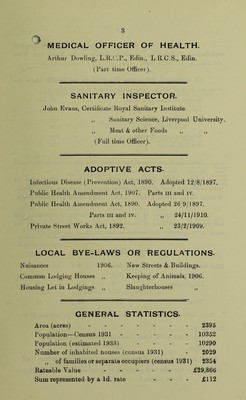 3
MEDICAL OFFICER OF HEALTH.
Arthur Dowling, L.R.C.P., Edin., L R.C.S., Edin.
(Part time Officer).
SANITARY INSPECTOR.
John Evans, Certificate Royal Sanitary Institute
„ Sanitary Science, Liverpool University.
„ Meat & other Foods „ „
(Full time Officer).
ADOPTIVE ACTS.
Infectious Disease (Prevention) Act, 1890. Adopted 12/8/1897.
Public Health Amendment Act, 1907. Parts III and IV.
Public Health Amendment Act, 1890. Adopted 26/9/1897.
Parts III and IV. „ 24/11/1910.
Private Street Works Act, 1892. „ 23/2/1909.
LOCAL BYE-LAWS OR REGULATIONS.
Nuisances 1906. New Streets & Buildings.
Common Lodging Houses „ Keeping of Animals, 1906.
Housing Let in Lodgings „ Slaughterhouses „
GENERAL STATISTICS.
Area (acres) - - - - - 2395
Population—Census 1931 - - - - 10352
Population (estimated 1933) - - - 10290
Number of inhabited houses (census 1931) - 2029
„ of families or separate occupiers (census 1931) 2354
Rateable Value - - - - £29,866
Sum represented by a 1d. rate - - - £112